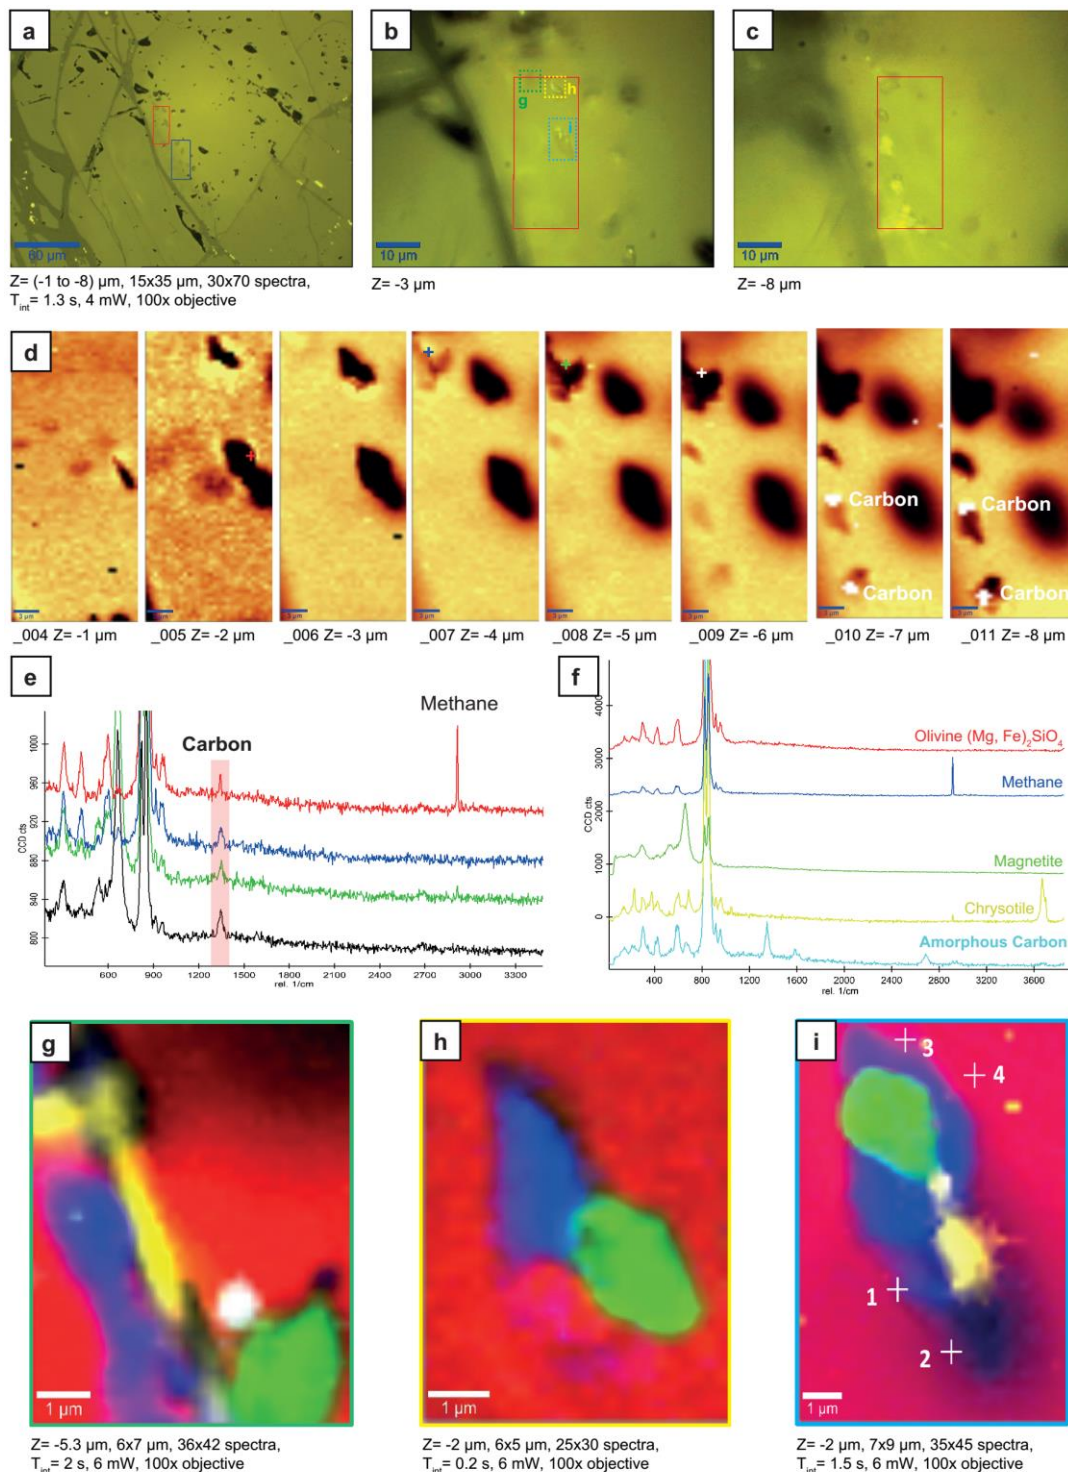 a
b
c
g
h
i
60 µm
10 µm
10 µm
Z= (-1 to -8) µm, 15x35 µm, 30x70 spectra,
T_int= 1.3 s, 4 mW, 100x objective
Z= -3 µm
Z= -8 µm
d
Carbon
Carbon
Carbon
Carbon
3 µm
_004 Z= -1 µm
_005 Z= -2 µm
_006 Z= -3 µm
_007 Z= -4 µm
_008 Z= -5 µm
_009 Z= -6 µm
_010 Z= -7 µm
_011 Z= -8 µm
e
Methane
Carbon
CCD cts
1000
960
920
880
840
800
600
900
1200
1500
1800
2100
2400
2700
3000
3300
rel. 1/cm
f
Olivine (Mg, Fe)₂SiO₄
Methane
Magnetite
Chrysotile
Amorphous Carbon
CCD cts
4000
3000
2000
1000
0
400
800
1200
1600
2000
2400
2800
3200
3600
rel. 1/cm
g
1 µm
Z= -5.3 µm, 6x7 µm, 36x42 spectra,
T_int= 2 s, 6 mW, 100x objective
h
1 µm
Z= -2 µm, 6x5 µm, 25x30 spectra,
T_int= 0.2 s, 6 mW, 100x objective
i
3
4
1
2
1 µm
Z= -2 µm, 7x9 µm, 35x45 spectra,
T_int= 1.5 s, 6 mW, 100x objective